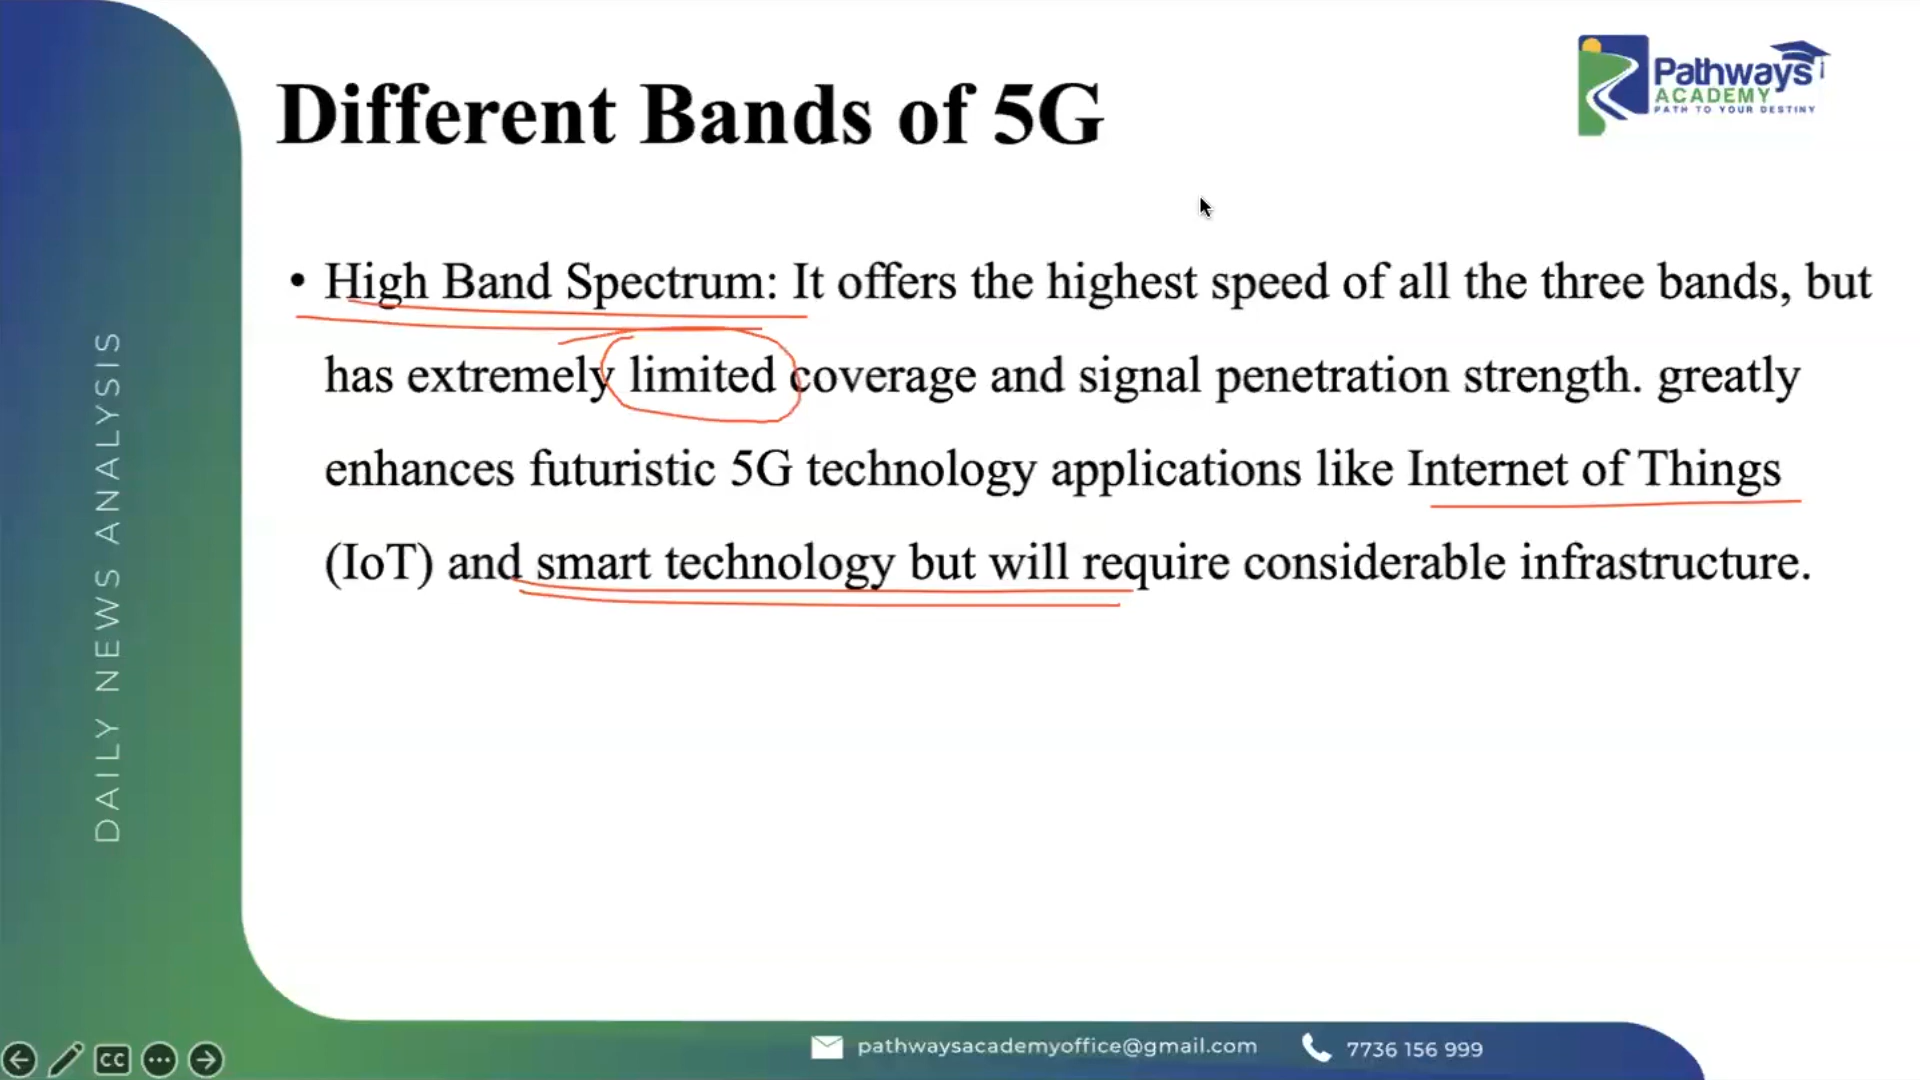 Different Bands of 5G
Pathways
ACADEMY
PATH TO YOUR DESTINY
• High Band Spectrum: It offers the highest speed of all the three bands, but
has extremely limited coverage and signal penetration strength. greatly
enhances futuristic 5G technology applications like Internet of Things
(IoT) and smart technology but will require considerable infrastructure.
DAILY NEWS ANALYSIS
CC
pathwaysacademyoffice@gmail.com
7736 156 999